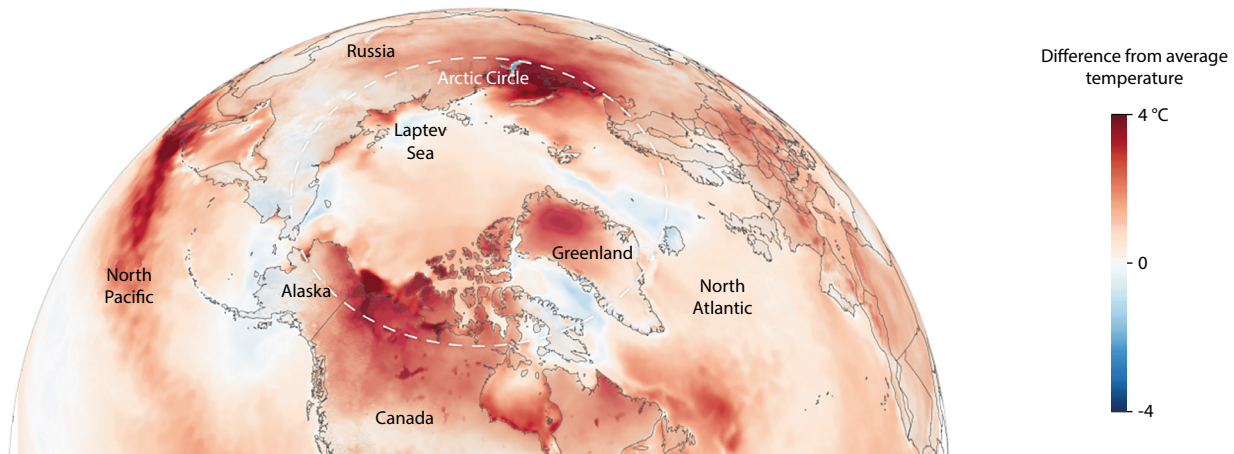 Russia
Arctic Circle
Laptev
Sea
Greenland
North
Pacific
Alaska
North
Atlantic
Canada
Difference from average
temperature
4 °C
0
-4